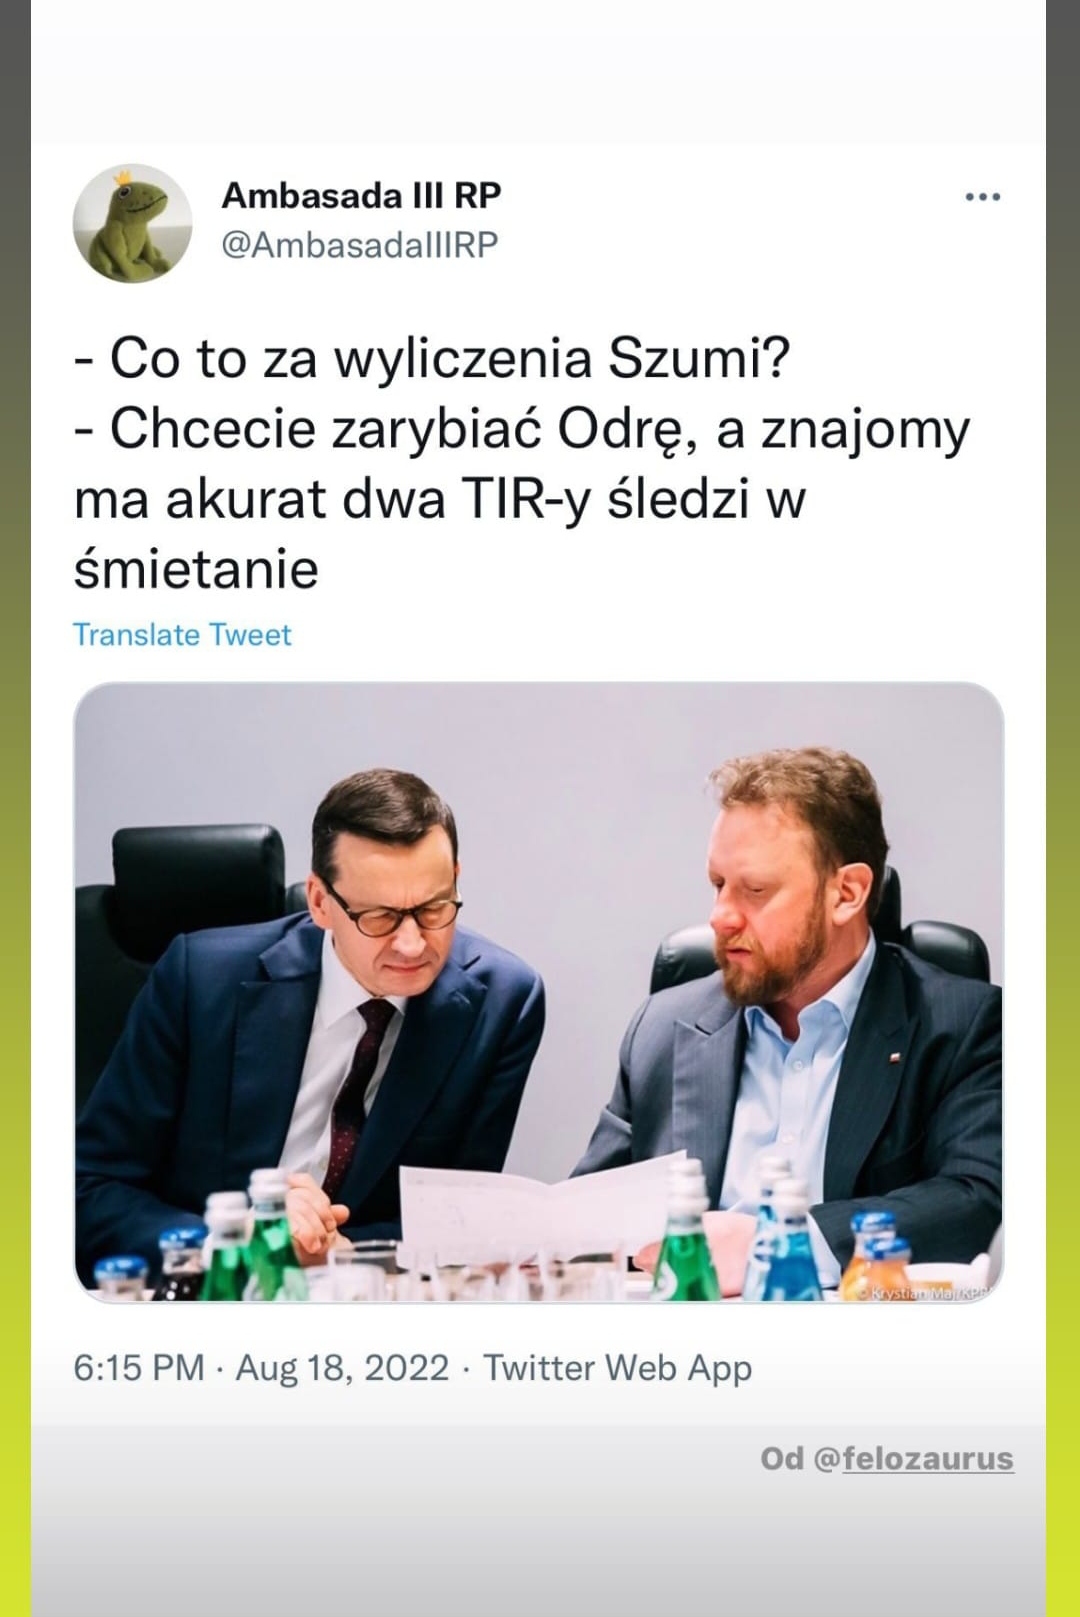 Ambasada III RP
@AmbasadaIIIRP
- Co to za wyliczenia Szumi?
- Chcecie zarybiać Odrę, a znajomy
ma akurat dwa TIR-y śledzi w
śmietanie
Translate Tweet
© Krystian Maj/KPRM
6:15 PM · Aug 18, 2022 · Twitter Web App
Od @felozaurus